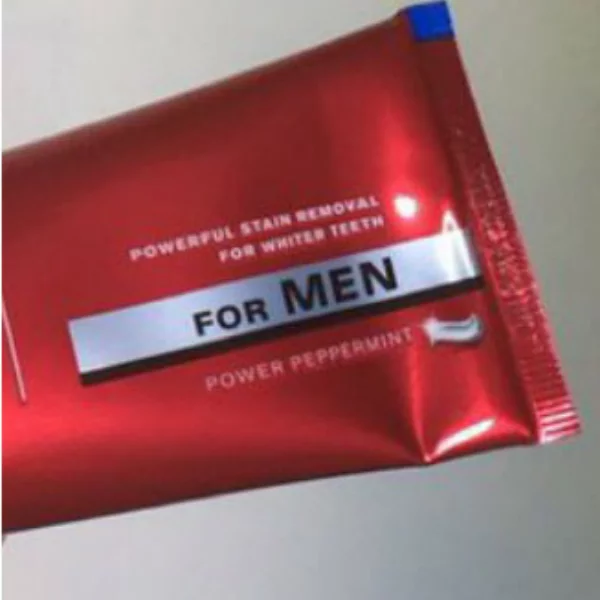 POWERFUL STAIN REMOVAL
FOR WHITER TEETH
FOR MEN
POWER PEPPERMINT